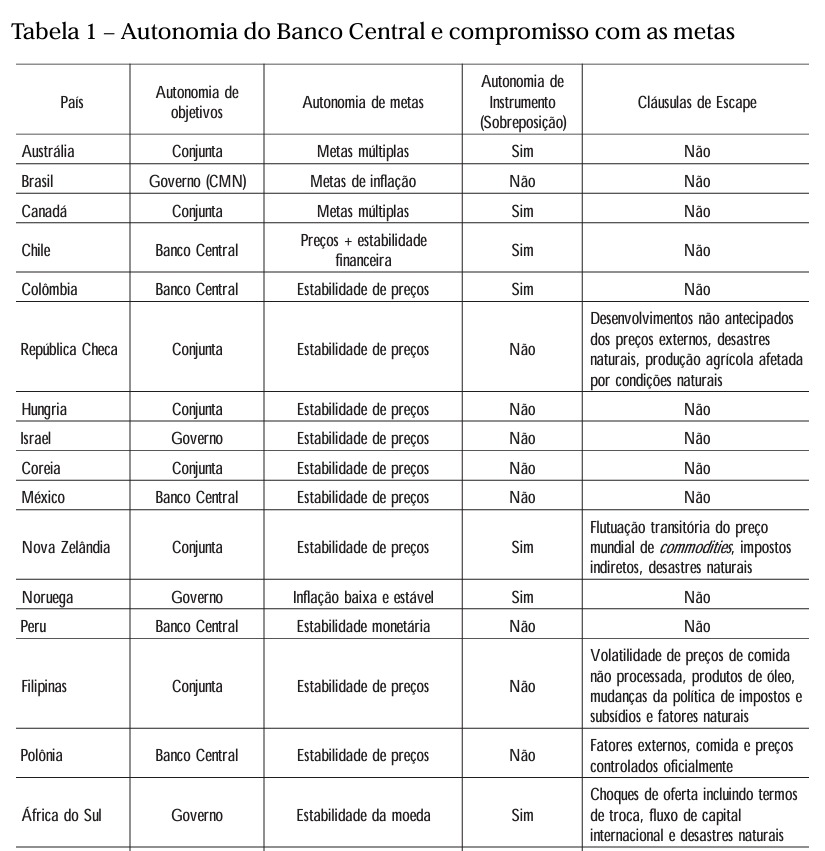 Tabela 1 – Autonomia do Banco Central e compromisso com as metas
País
Autonomia de
objetivos
Autonomia de metas
Autonomia de
Instrumento
(Sobreposição)
Cláusulas de Escape
Austrália Conjunta Metas múltiplas Sim Não
Brasil Governo (CMN) Metas de inflação Não Não
Canadá Conjunta Metas múltiplas Sim Não
Chile Banco Central
Preços + estabilidade
financeira
Sim Não
Colômbia Banco Central Estabilidade de preços Sim Não
República Checa Conjunta Estabilidade de preços Não
Desenvolvimentos não antecipados
dos preços externos, desastres
naturais, produção agrícola afetada
por condições naturais
Hungria Conjunta Estabilidade de preços Não Não
Israel Governo Estabilidade de preços Não Não
Coreia Conjunta Estabilidade de preços Não Não
México Banco Central Estabilidade de preços Não Não
Nova Zelândia Conjunta Estabilidade de preços Sim
Flutuação transitória do preço
mundial de commodities, impostos
indiretos, desastres naturais
Noruega Governo Inflação baixa e estável Sim Não
Peru Banco Central Estabilidade monetária Não Não
Filipinas Conjunta Estabilidade de preços Não
Volatilidade de preços de comida
não processada, produtos de óleo,
mudanças da política de impostos e
subsídios e fatores naturais
Polônia Banco Central Estabilidade de preços Não
Fatores externos, comida e preços
controlados oficialmente
África do Sul Governo Estabilidade da moeda Sim
Choques de oferta incluindo termos
de troca, fluxo de capital
internacional e desastres naturais